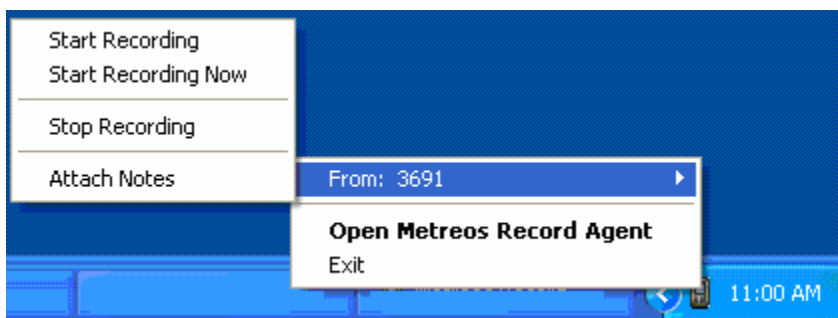 Start Recording
Start Recording Now
Stop Recording
Attach Notes
From: 3691
Open Metreos Record Agent
Exit
11:00 AM